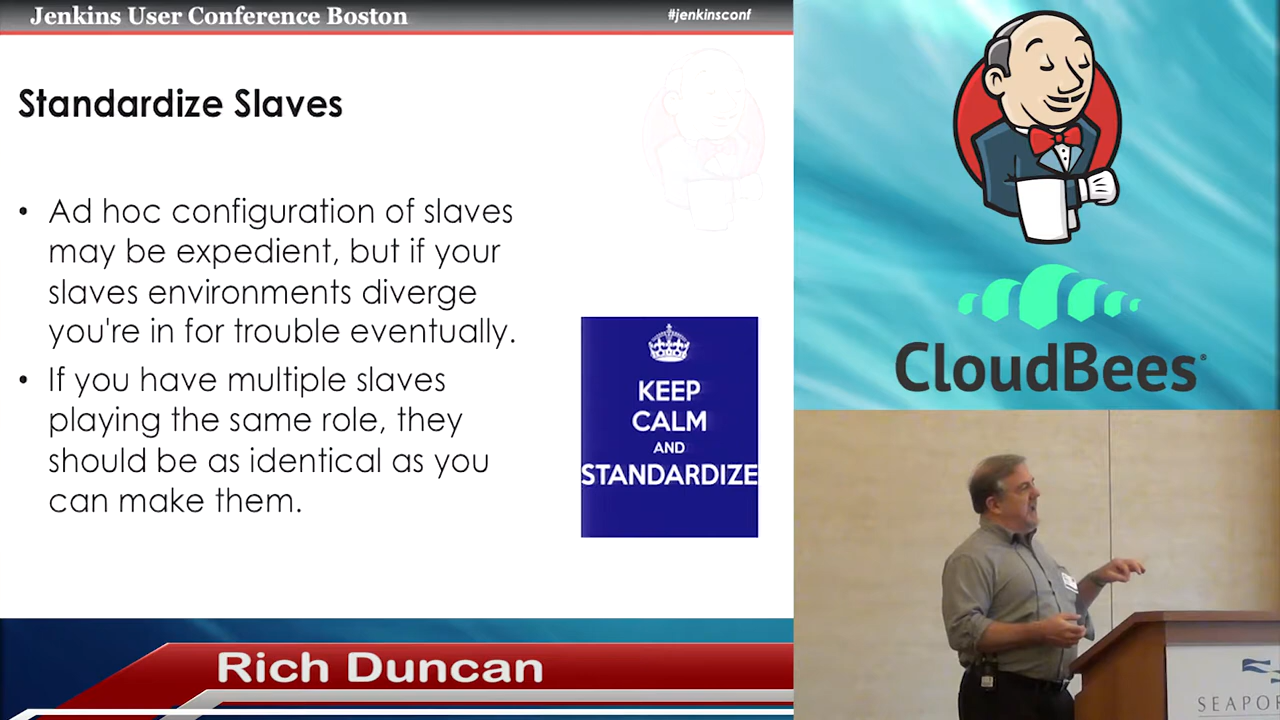 Jenkins User Conference Boston
#jenkinsconf
Standardize Slaves
• Ad hoc configuration of slaves
may be expedient, but if your
slaves environments diverge
you're in for trouble eventually.
• If you have multiple slaves
playing the same role, they
should be as identical as you
can make them.
KEEP
CALM
AND
STANDARDIZE
CloudBees
Rich Duncan
SEAPOR